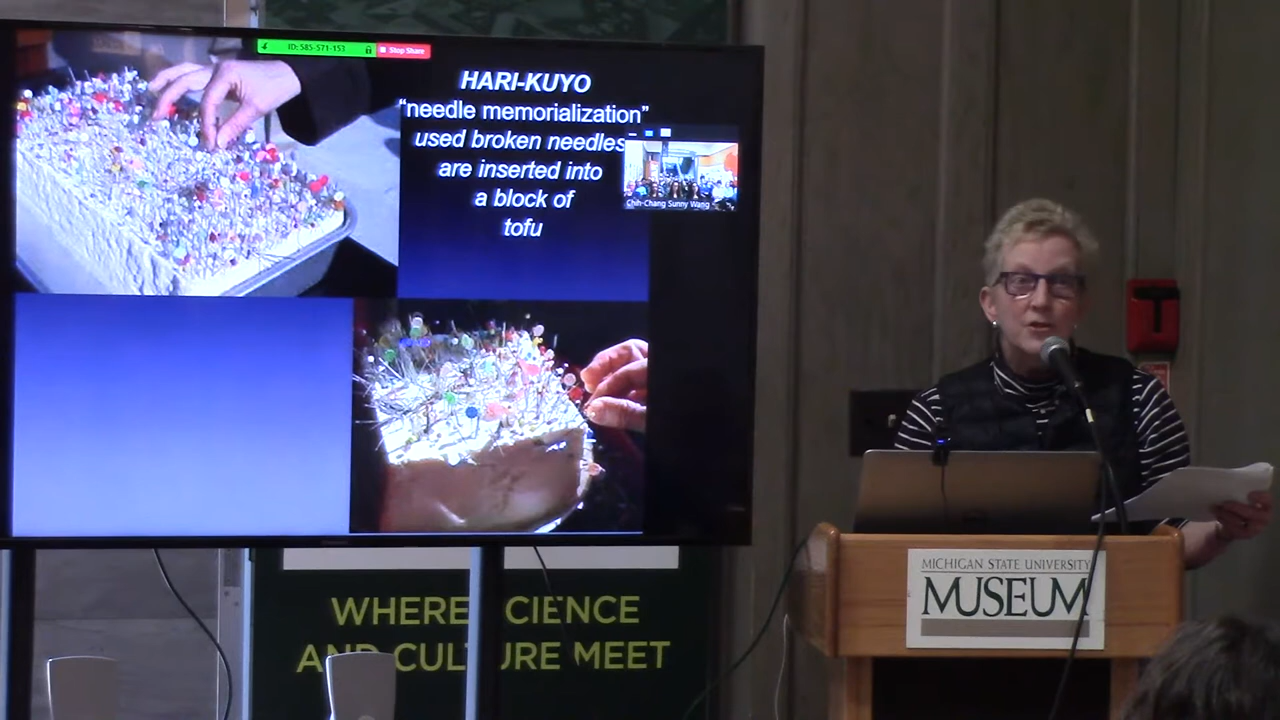 ID: 585-571-153
Stop Share
HARI-KUYO
“needle memorialization”
used broken needles
are inserted into
a block of
tofu
Chih-Chang Sunny Wang
MICHIGAN STATE UNIVERSITY
MUSEUM
WHERE CIENCE
AND CULTURE MEET